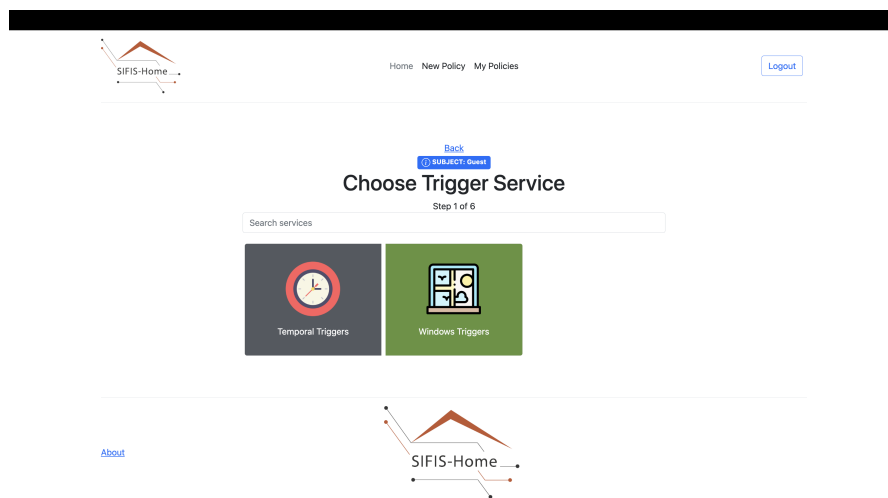 SIFIS-Home
Home New Policy My Policies
Logout
Back
SUBJECT: Guest
Choose Trigger Service
Step 1 of 6
Search services
Temporal Triggers
Windows Triggers
About
SIFIS-Home